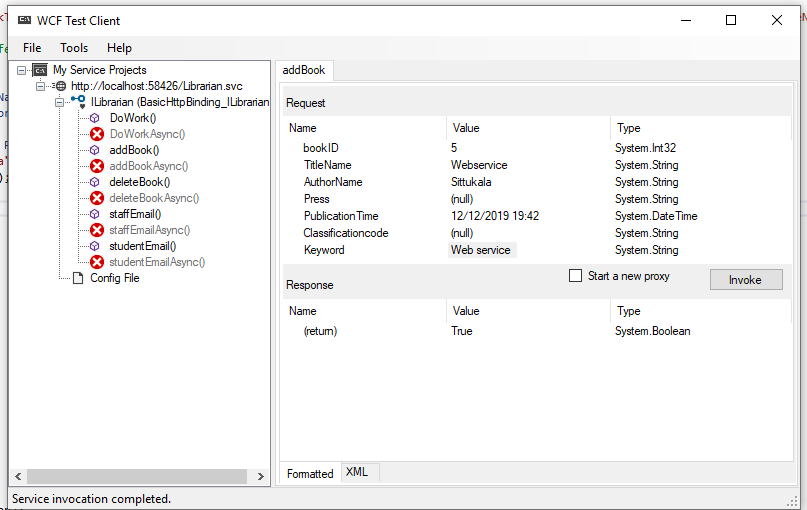 WCF Test Client
File Tools Help
My Service Projects
http://localhost:58426/Librarian.svc
ILibrarian (BasicHttpBinding_ILibrarian
DoWork()
DoWorkAsync()
addBook()
addBookAsync()
deleteBook()
deleteBookAsync()
staffEmail()
staffEmailAsync()
studentEmail()
studentEmailAsync()
Config File
addBook
Request
Name Value Type
bookID 5 System.Int32
TitleName Webservice System.String
AuthorName Sittukala System.String
Press (null) System.String
PublicationTime 12/12/2019 19:42 System.DateTime
Classificationcode (null) System.String
Keyword Web service System.String
Response Start a new proxy Invoke
Name Value Type
(return) True System.Boolean
Formatted XML
Service invocation completed.